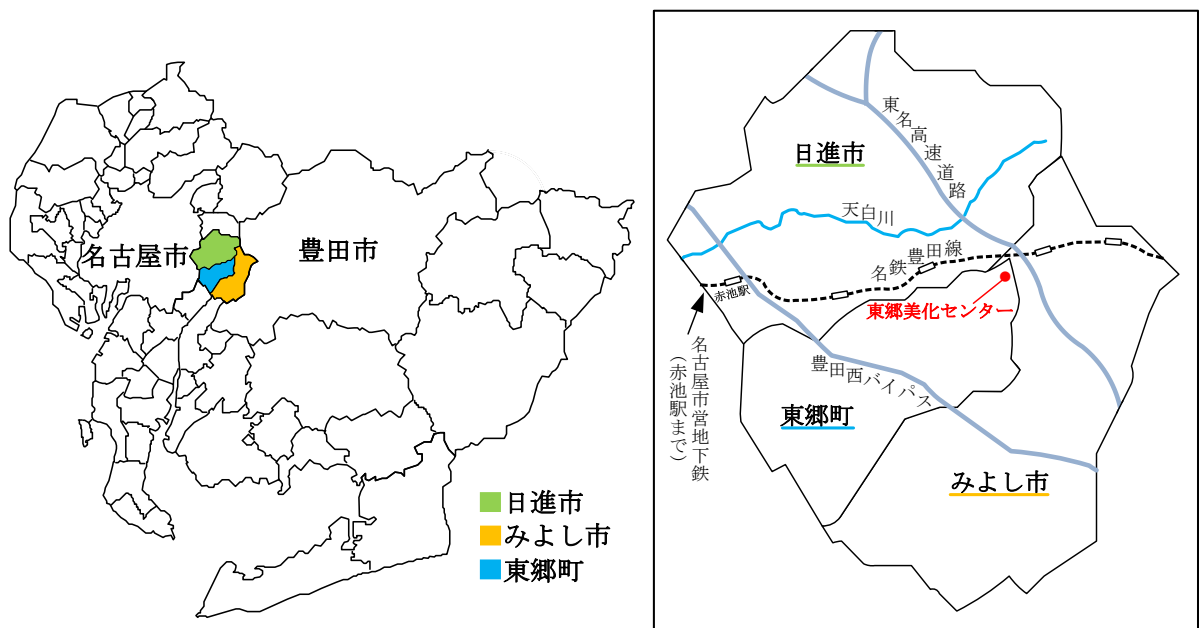 名古屋市
豊田市
日進市
みよし市
東郷町
東名高速道路
日進市
天白川
名鉄豊田線
赤池駅
東郷美化センター
名古屋市営地下鉄
(赤池駅まで)
豊田西バイパス
東郷町
みよし市